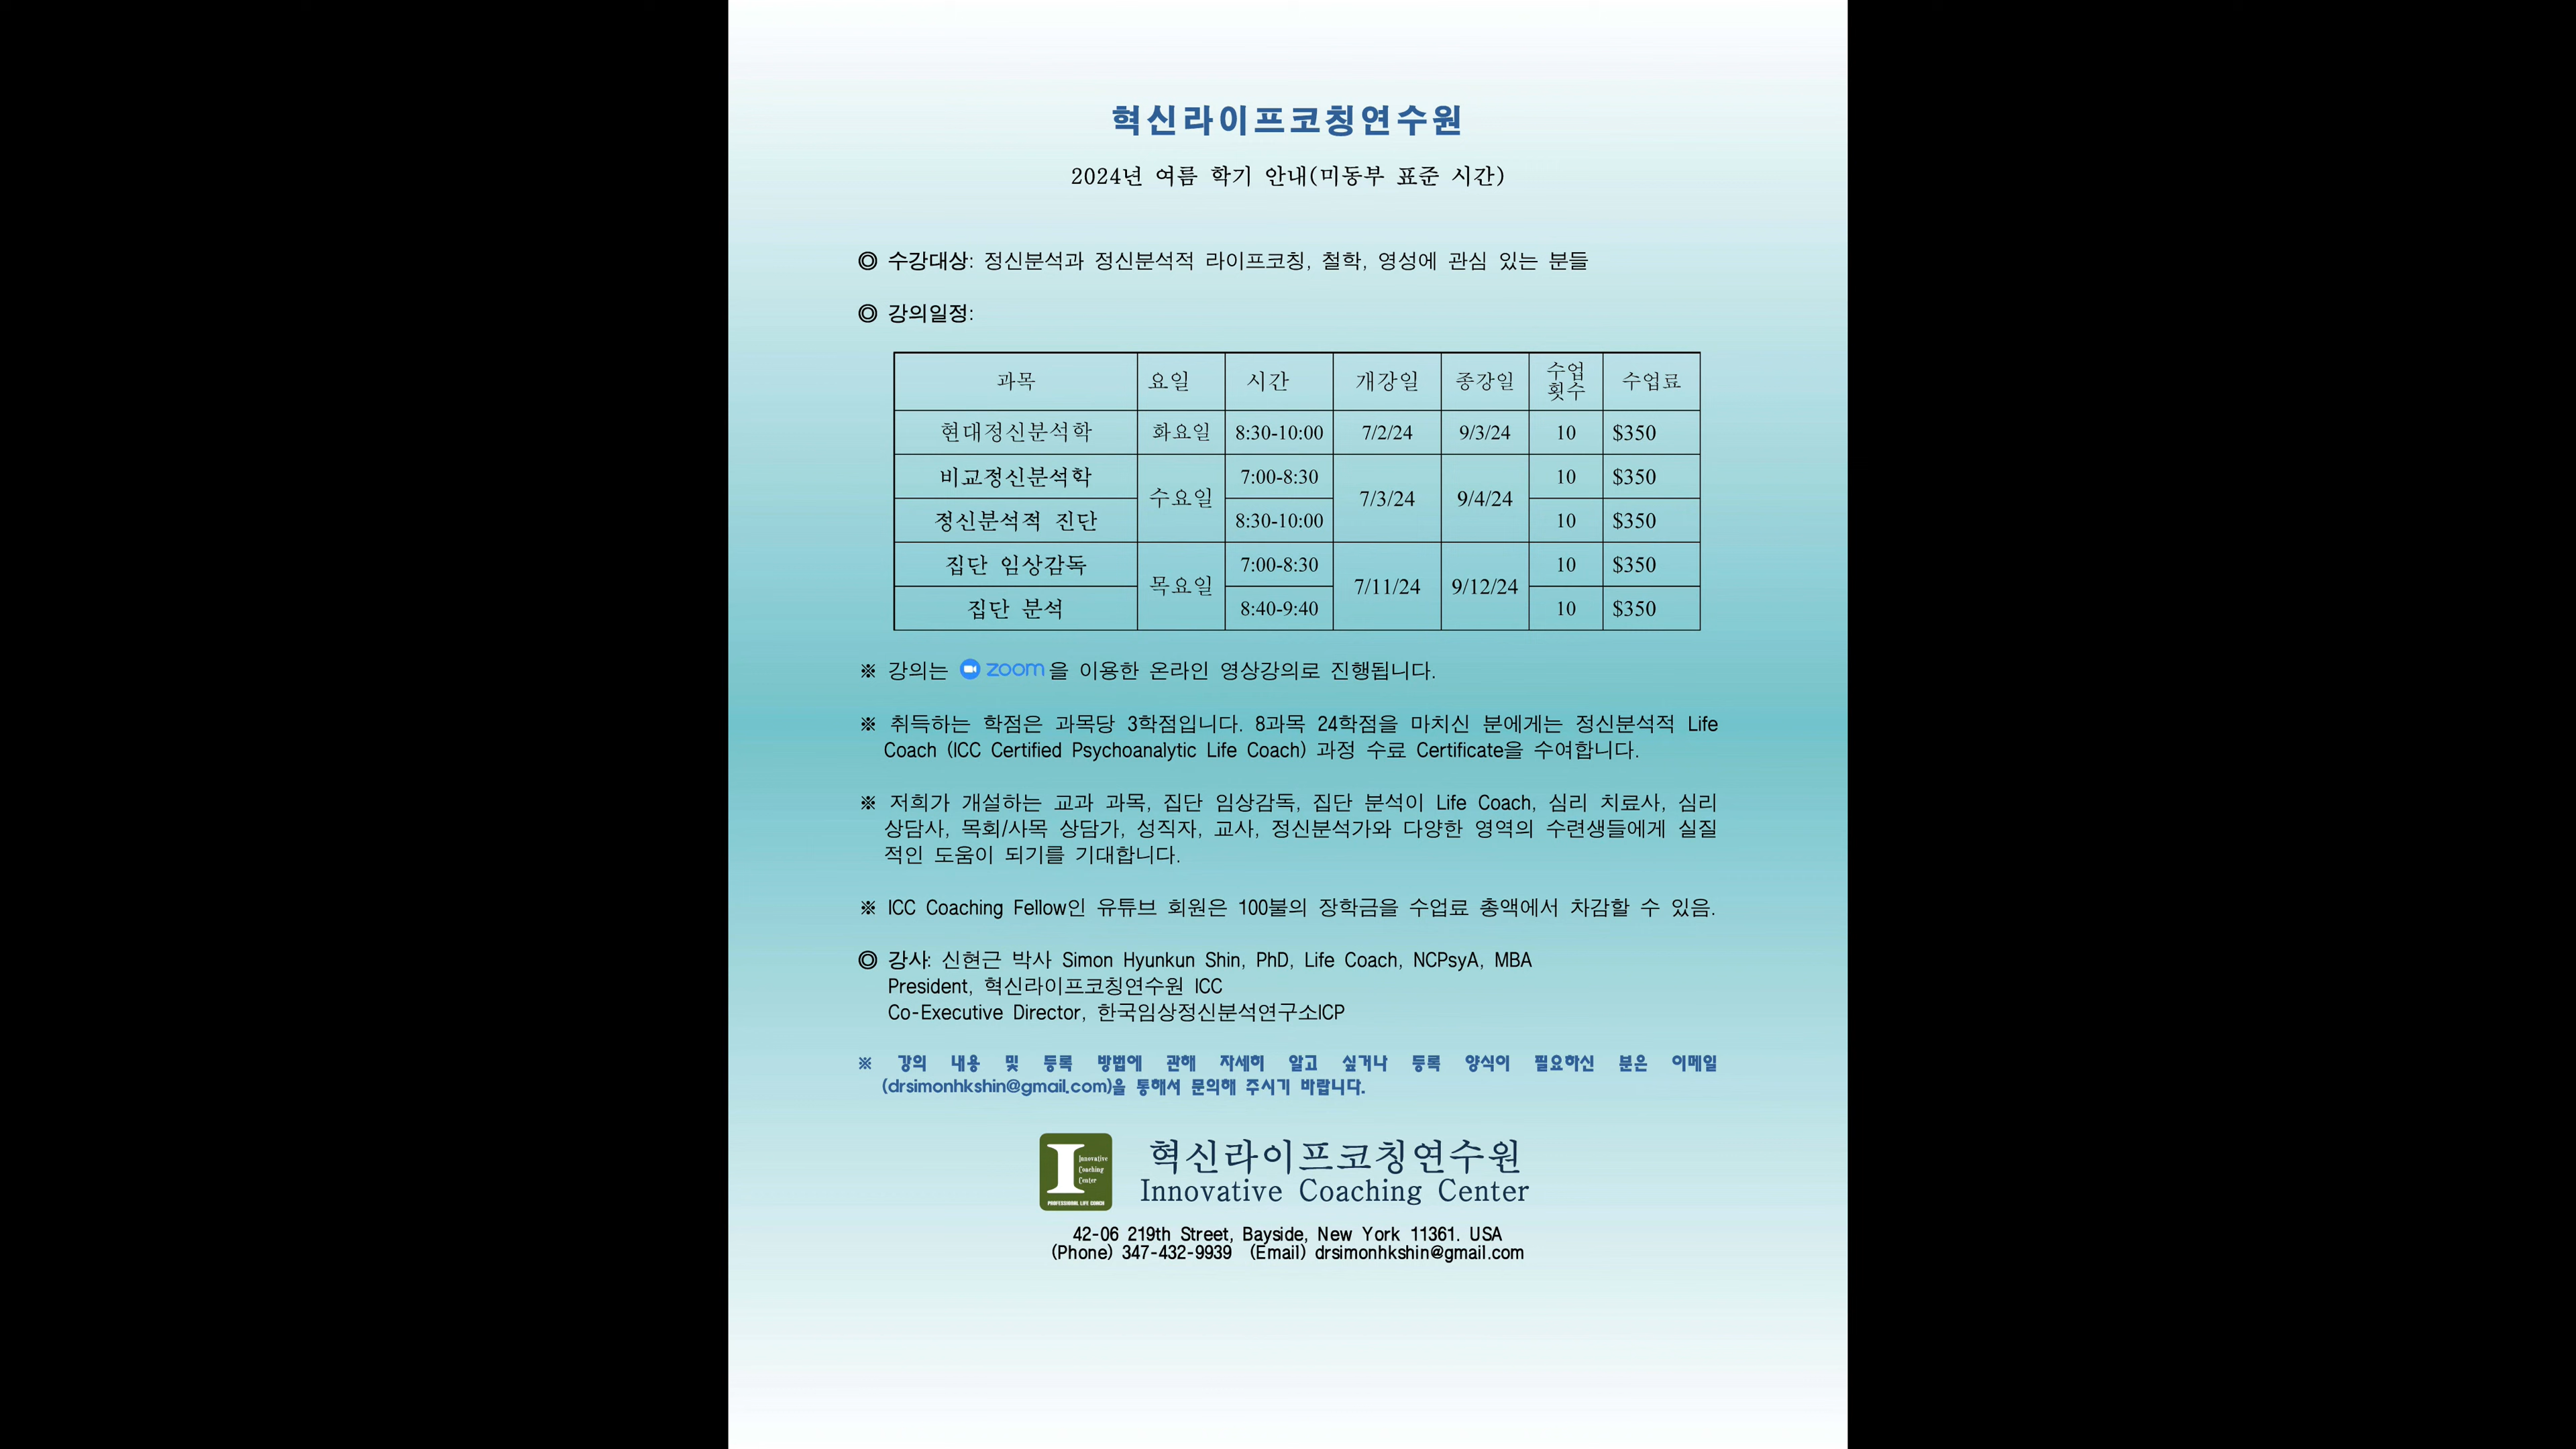 혁신라이프코칭연수원
2024년 여름 학기 안내(미동부 표준 시간)
◎ 수강대상: 정신분석과 정신분석적 라이프코칭, 철학, 영성에 관심 있는 분들
◎ 강의일정:
과목 요일 시간 개강일 종강일 수업 횟수 수업료
현대정신분석학 화요일 8:30-10:00 7/2/24 9/3/24 10 $350
비교정신분석학 수요일 7:00-8:30 7/3/24 9/4/24 10 $350
정신분석적 진단 8:30-10:00 10 $350
집단 임상감독 목요일 7:00-8:30 7/11/24 9/12/24 10 $350
집단 분석 8:40-9:40 10 $350
※ 강의는 zoom을 이용한 온라인 영상강의로 진행됩니다.
※ 취득하는 학점은 과목당 3학점입니다. 8과목 24학점을 마치신 분에게는 정신분석적 Life
Coach (ICC Certified Psychoanalytic Life Coach) 과정 수료 Certificate을 수여합니다.
※ 저희가 개설하는 교과 과목, 집단 임상감독, 집단 분석이 Life Coach, 심리 치료사, 심리
상담사, 목회/사목 상담가, 성직자, 교사, 정신분석가와 다양한 영역의 수련생들에게 실질
적인 도움이 되기를 기대합니다.
※ ICC Coaching Fellow인 유튜브 회원은 100불의 장학금을 수업료 총액에서 차감할 수 있음.
◎ 강사: 신현근 박사 Simon Hyunkun Shin, PhD, Life Coach, NCPsyA, MBA
President, 혁신라이프코칭연수원 ICC
Co-Executive Director, 한국임상정신분석연구소ICP
※ 강의 내용 및 등록 방법에 관해 자세히 알고 싶거나 등록 양식이 필요하신 분은 이메일
(drsimonhkshin@gmail.com)을 통해서 문의해 주시기 바랍니다.
I Innovative
Coaching
Center
PROFESSIONAL LIFE COACH
혁신라이프코칭연수원
Innovative Coaching Center
42-06 219th Street, Bayside, New York 11361. USA
(Phone) 347-432-9939 (Email) drsimonhkshin@gmail.com